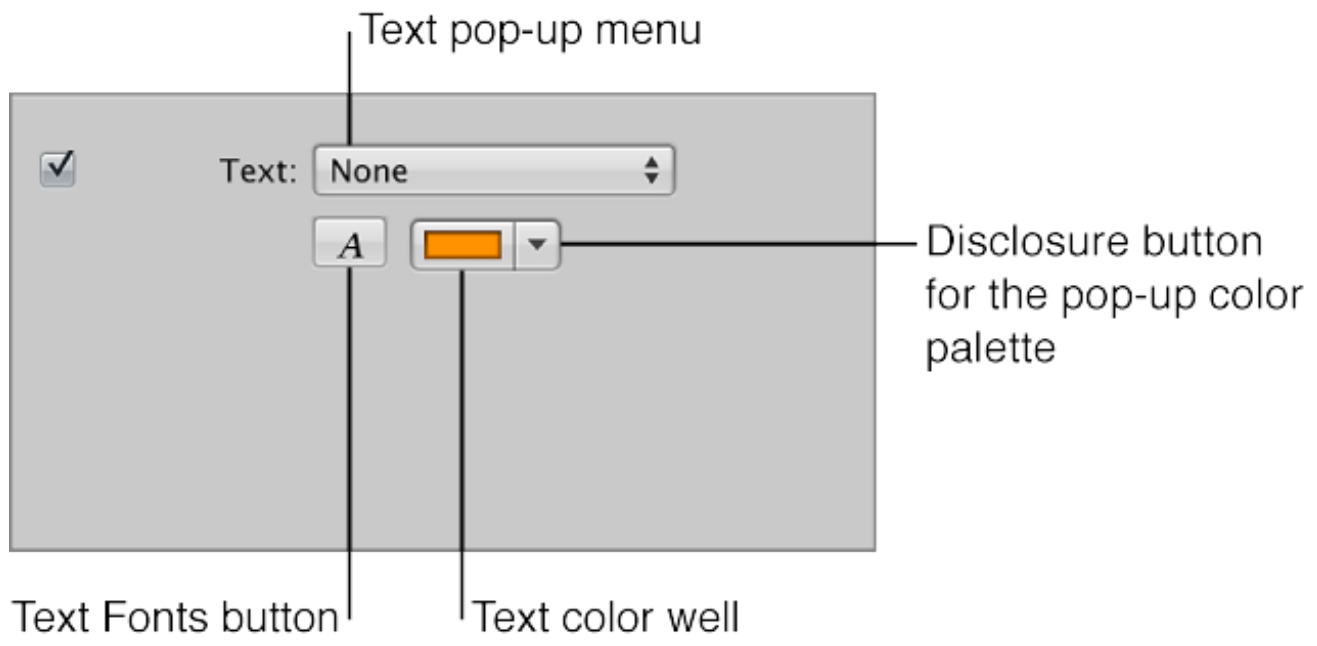 Text pop-up menu
Text: None
A
Disclosure button
for the pop-up color
palette
Text Fonts button
Text color well